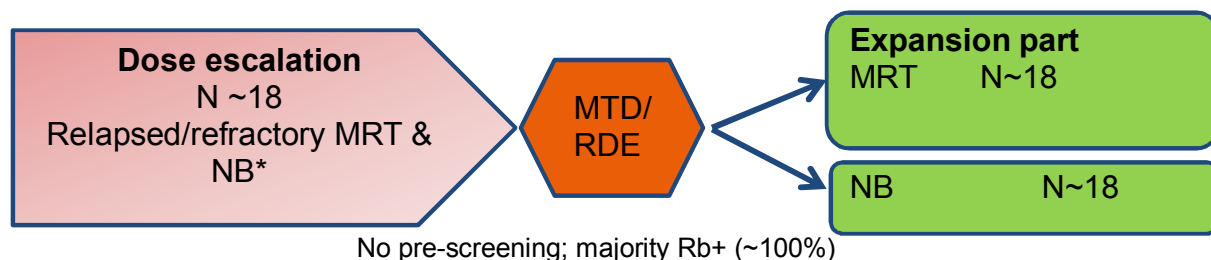 Dose escalation
N ~18
Relapsed/refractory MRT &
NB*
MTD/
RDE
Expansion part
MRT N~18
NB N~18
No pre-screening; majority Rb+ (~100%)